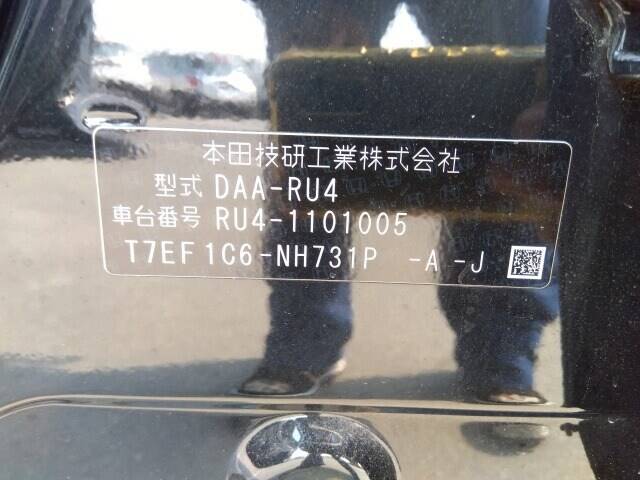 本田技研工業株式会社
型式 DAA-RU4
車台番号 RU4-1101005
T7EF1C6-NH731P -A -J